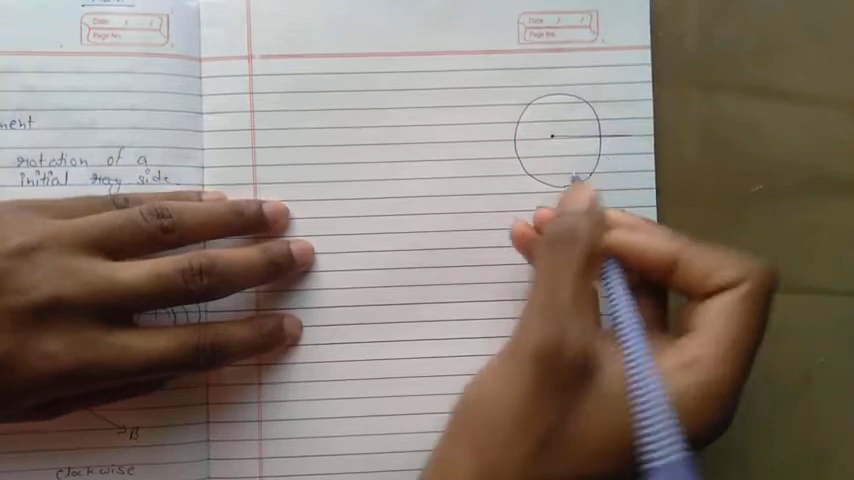 Date / /
Page No.
ment
rotation of a
initial ray side
B
clockwise
Date / /
Page No.